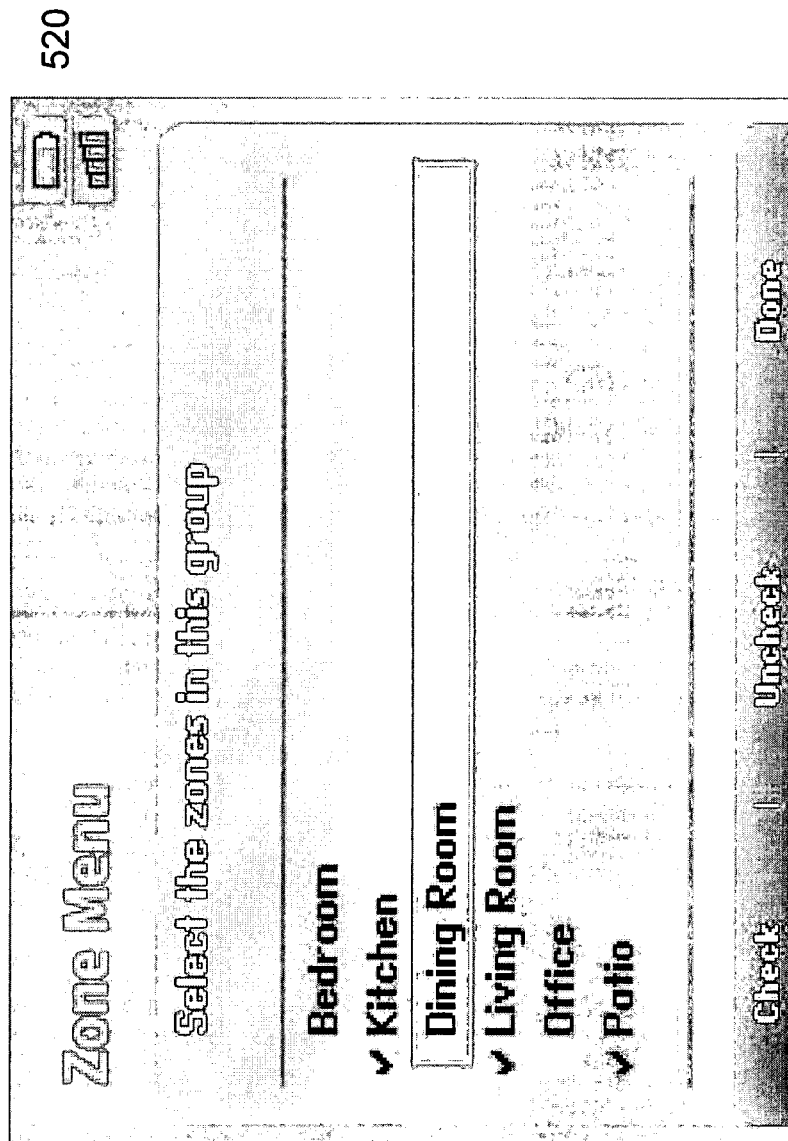 520
Zone Menu
Select the zones in this group
Bedroom
✓ Kitchen
Dining Room
✓ Living Room
Office
✓ Patio
Check Uncheck Done